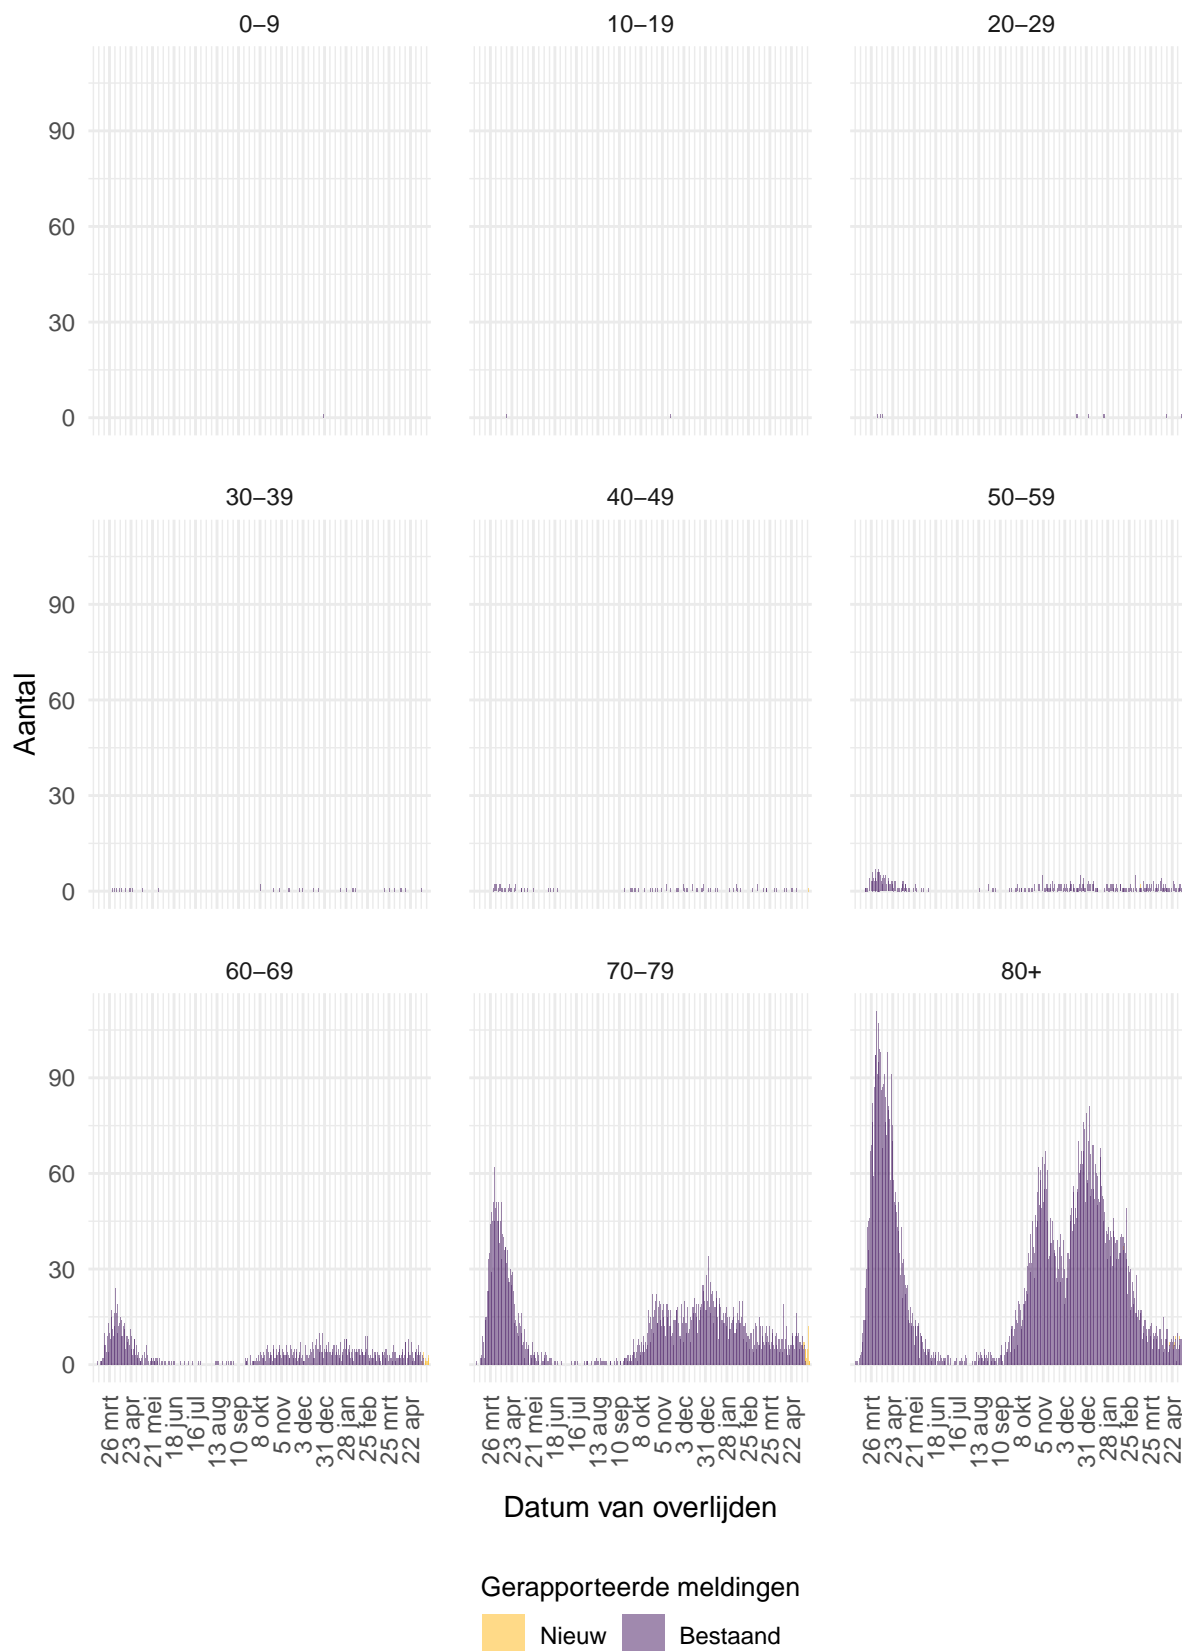 0–9 10–19 20–29
90
60
30
0
30–39 40–49 50–59
90
60
30
0
Aantal
60–69 70–79 80+
90
60
30
0
26 mrt 23 apr 21 mei 18 jun 16 jul 13 aug 10 sep 8 okt 5 nov 3 dec 31 dec 28 jan 25 feb 25 mrt 22 apr
26 mrt 23 apr 21 mei 18 jun 16 jul 13 aug 10 sep 8 okt 5 nov 3 dec 31 dec 28 jan 25 feb 25 mrt 22 apr
26 mrt 23 apr 21 mei 18 jun 16 jul 13 aug 10 sep 8 okt 5 nov 3 dec 31 dec 28 jan 25 feb 25 mrt 22 apr
Datum van overlijden
Gerapporteerde meldingen
Nieuw Bestaand